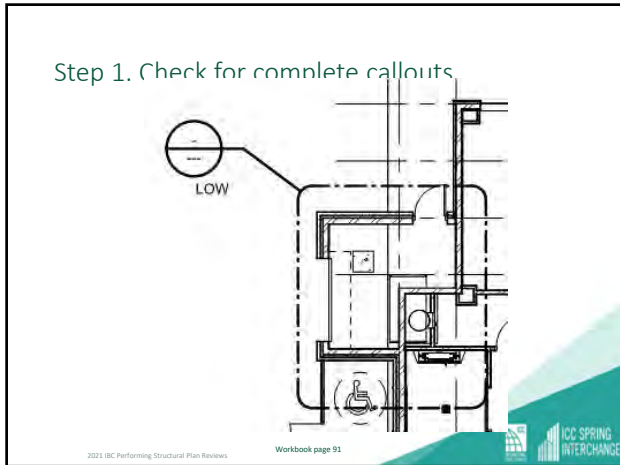 Step 1. Check for complete callouts
LOW
2021 IBC Performing Structural Plan Reviews
Workbook page 91
ICC SPRING
INTERCHANGE